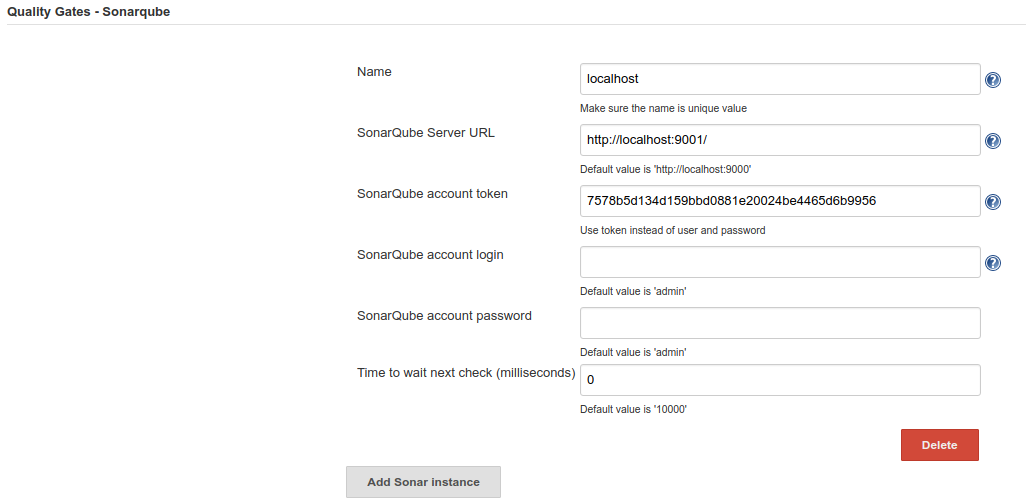 Quality Gates - Sonarqube
Name
localhost
?
Make sure the name is unique value
SonarQube Server URL
http://localhost:9001/
?
Default value is 'http://localhost:9000'
SonarQube account token
7578b5d134d159bbd0881e20024be4465d6b9956
?
Use token instead of user and password
SonarQube account login
?
Default value is 'admin'
SonarQube account password
Default value is 'admin'
Time to wait next check (milliseconds)
0
Default value is '10000'
Delete
Add Sonar instance